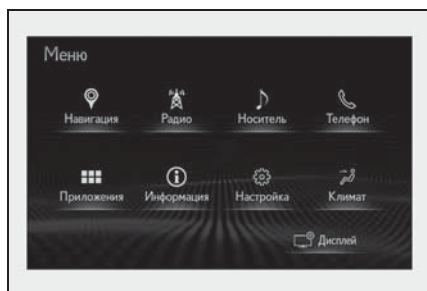 Меню
Навигация Радио Носитель Телефон
Приложения Информация Настройка Климат
Дисплей